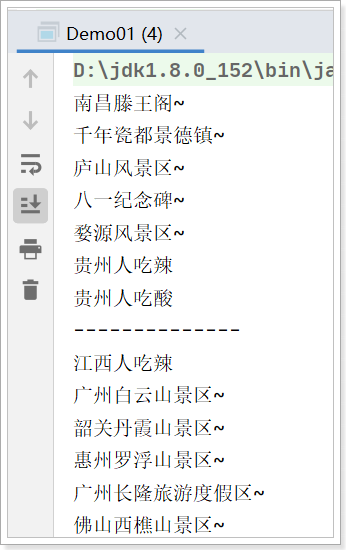 Demo01 (4)
D:\jdk1.8.0_152\bin\ja
南昌滕王阁~
千年瓷都景德镇~
庐山风景区~
八一纪念碑~
婺源风景区~
贵州人吃辣
贵州人吃酸
--------------
江西人吃辣
广州白云山景区~
韶关丹霞山景区~
惠州罗浮山景区~
广州长隆旅游度假区~
佛山西樵山景区~